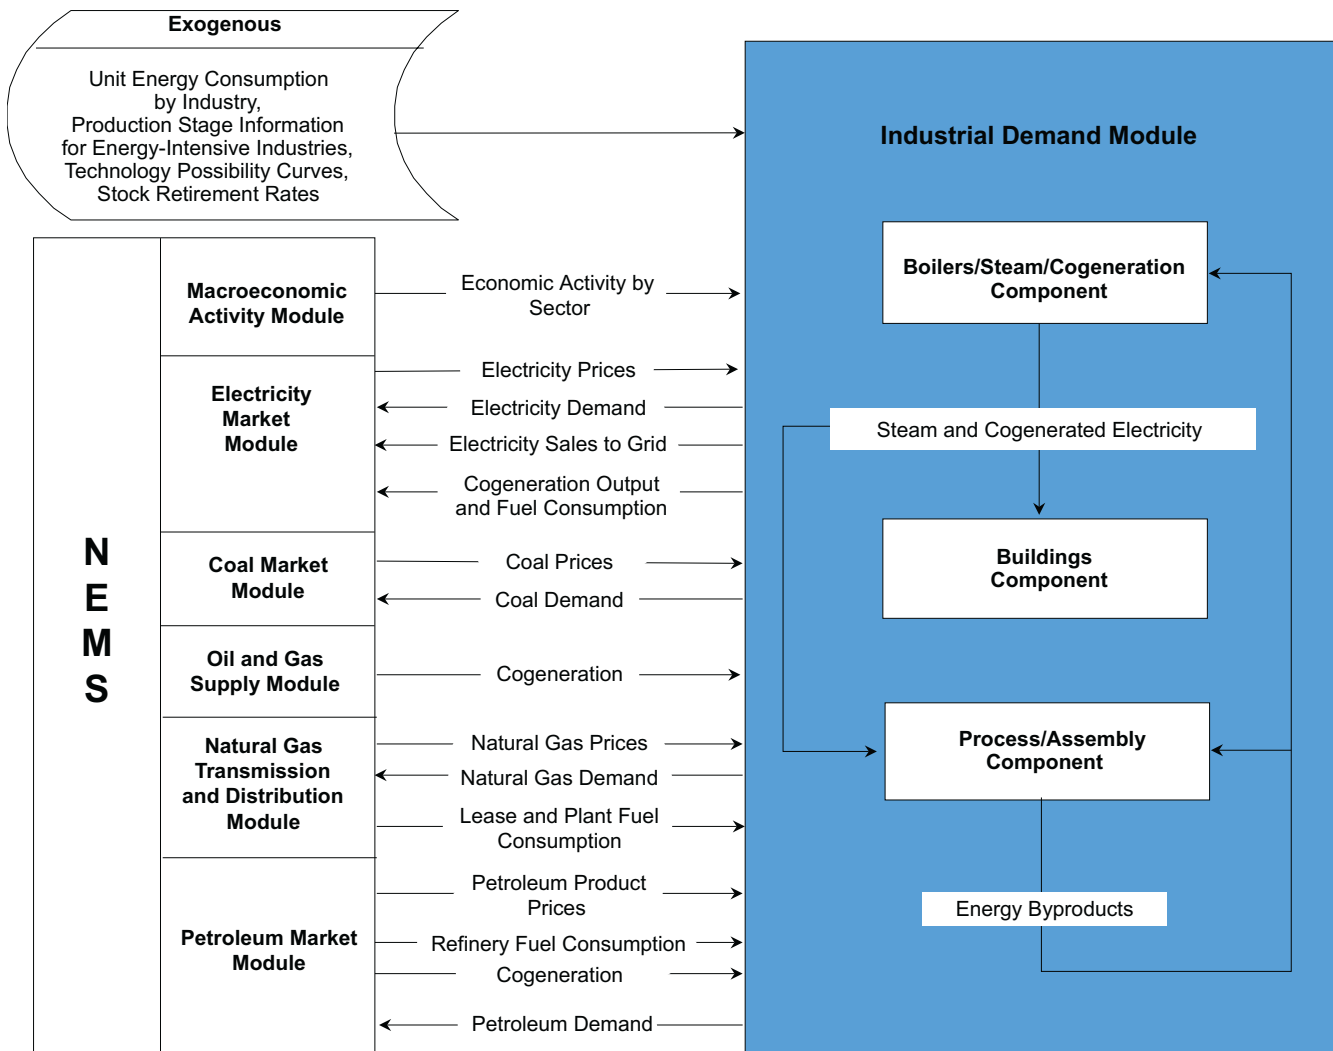 Exogenous
Unit Energy Consumption
by Industry,
Production Stage Information
for Energy-Intensive Industries,
Technology Possibility Curves,
Stock Retirement Rates
Industrial Demand Module
N
E
M
S
Macroeconomic
Activity Module
Economic Activity by
Sector
Electricity
Market
Module
Electricity Prices
Electricity Demand
Electricity Sales to Grid
Cogeneration Output
and Fuel Consumption
Coal Market
Module
Coal Prices
Coal Demand
Oil and Gas
Supply Module
Cogeneration
Natural Gas
Transmission
and Distribution
Module
Natural Gas Prices
Natural Gas Demand
Lease and Plant Fuel
Consumption
Petroleum Market
Module
Petroleum Product
Prices
Refinery Fuel Consumption
Cogeneration
Petroleum Demand
Boilers/Steam/Cogeneration
Component
Steam and Cogenerated Electricity
Buildings
Component
Process/Assembly
Component
Energy Byproducts